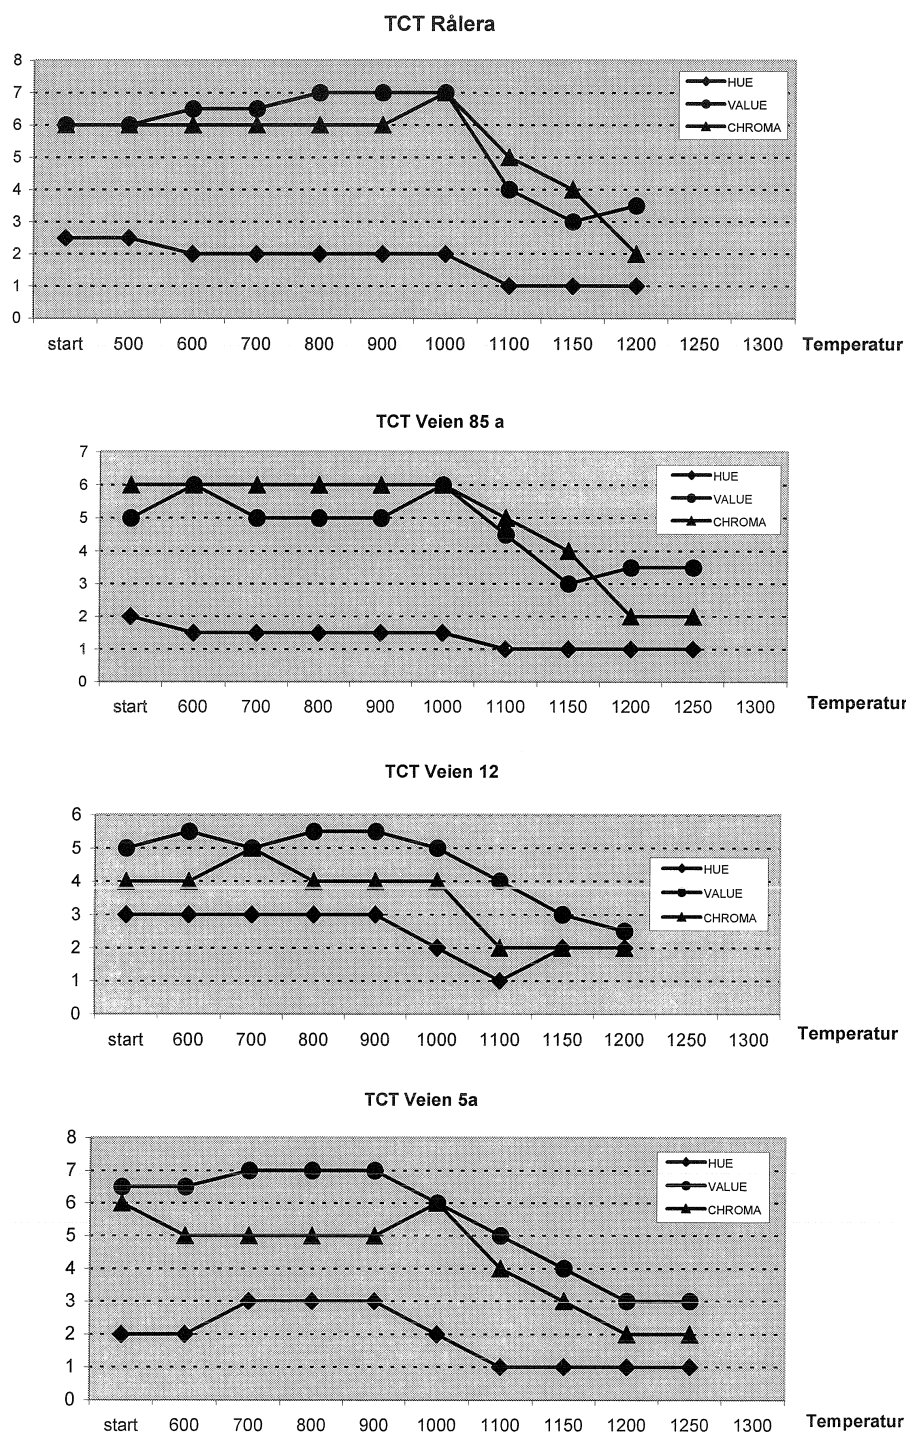 TCT Rålera
8
7
6
5
4
3
2
1
0
HUE
VALUE
CHROMA
start 500 600 700 800 900 1000 1100 1150 1200 1250 1300 Temperatur
TCT Veien 85 a
7
6
5
4
3
2
1
0
HUE
VALUE
CHROMA
start 600 700 800 900 1000 1100 1150 1200 1250 1300 Temperatur
TCT Veien 12
6
5
4
3
2
1
0
HUE
VALUE
CHROMA
start 600 700 800 900 1000 1100 1150 1200 1250 1300 Temperatur
TCT Veien 5a
8
7
6
5
4
3
2
1
0
HUE
VALUE
CHROMA
start 600 700 800 900 1000 1100 1150 1200 1250 1300 Temperatur